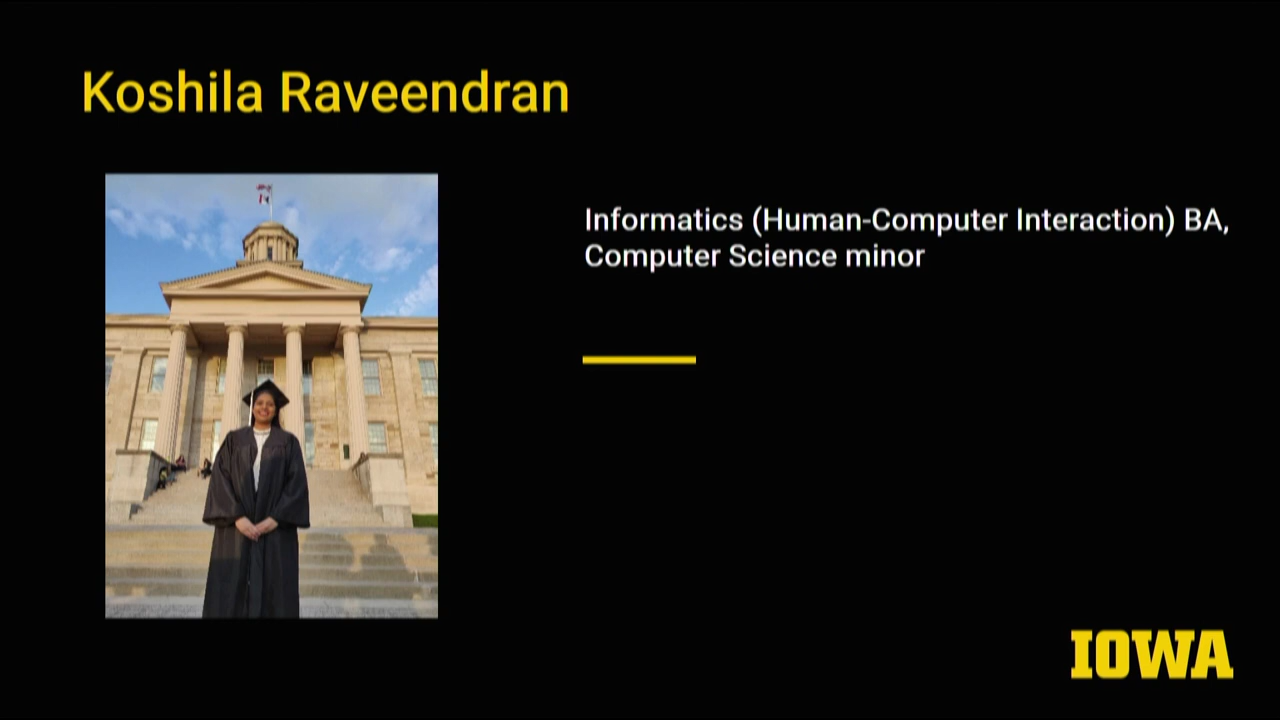 Koshila Raveendran
Informatics (Human-Computer Interaction) BA,
Computer Science minor
IOWA